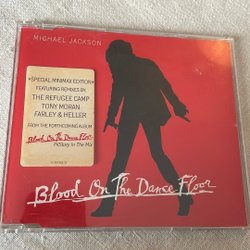 MICHAEL JACKSON
•SPECIAL MINIMAX EDITION•
FEATURING REMIXES BY:
THE REFUGEE CAMP
TONY MORAN
FARLEY & HELLER
FROM THE FORTHCOMING ALBUM
Blood On The Dance Floor
HIStory In The Mix
Blood On The Dance Floor